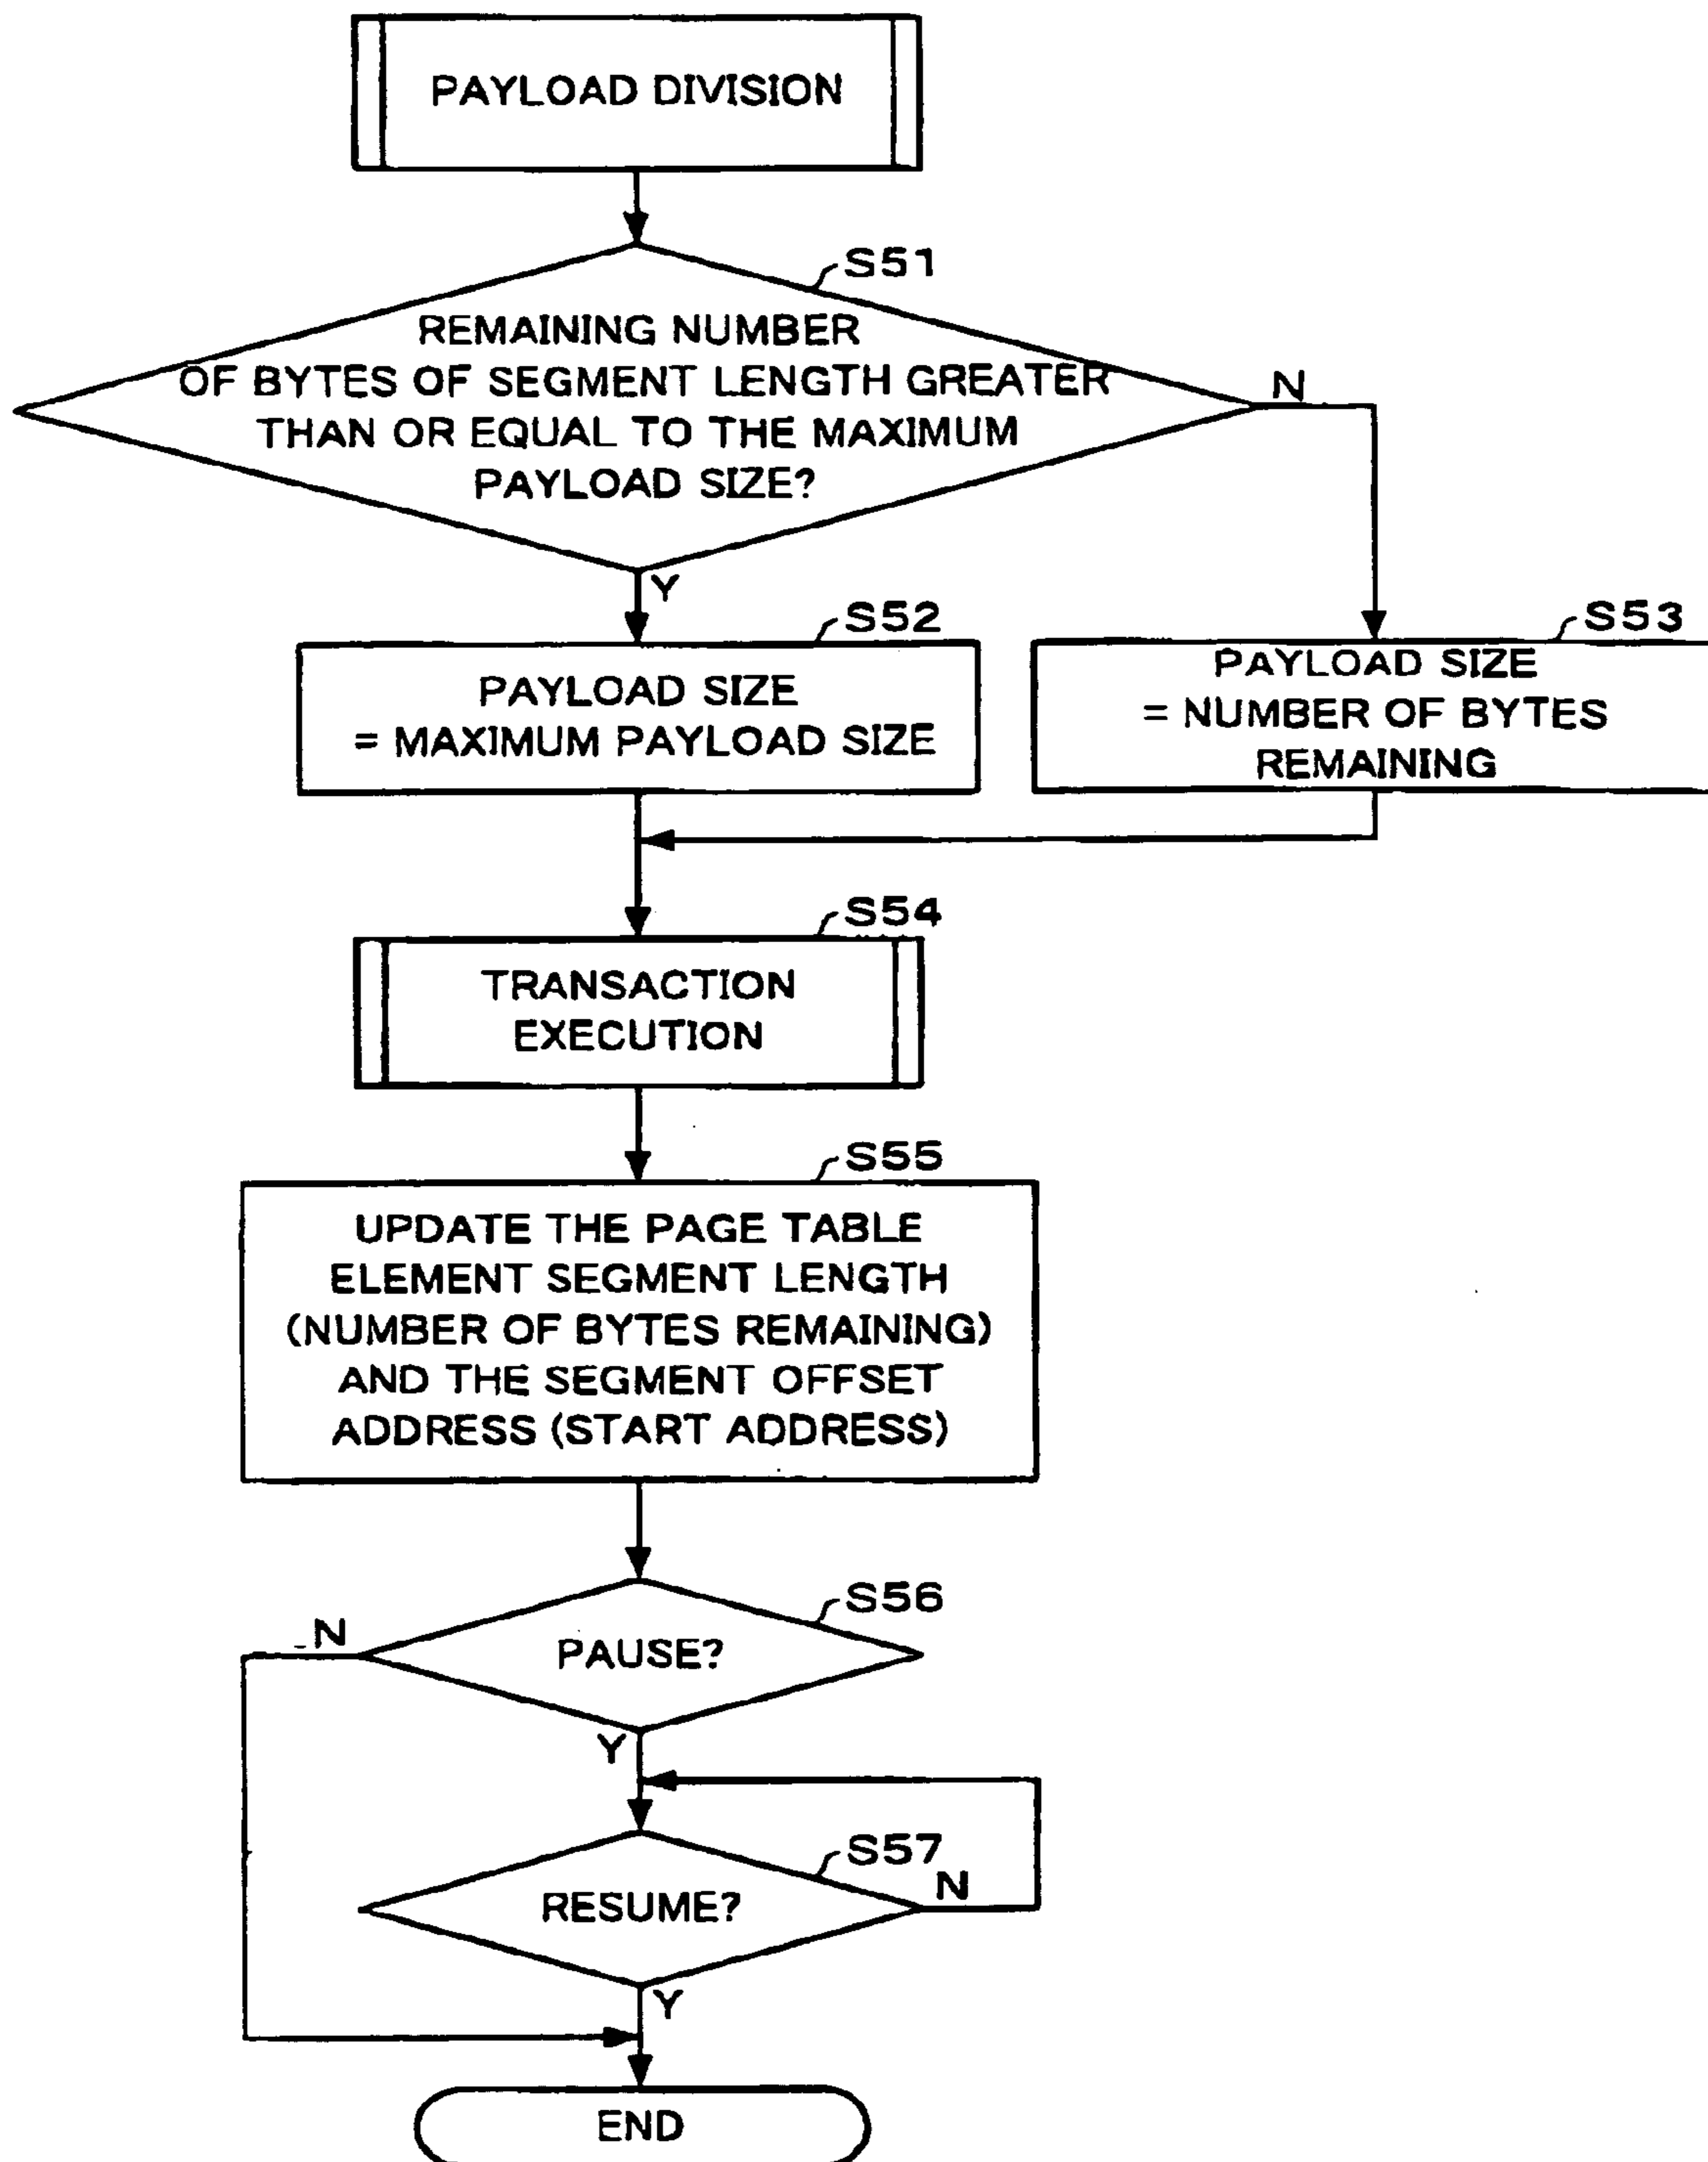 PAYLOAD DIVISION
S51
REMAINING NUMBER
OF BYTES OF SEGMENT LENGTH GREATER
THAN OR EQUAL TO THE MAXIMUM
PAYLOAD SIZE?
N
Y
S52
PAYLOAD SIZE
= MAXIMUM PAYLOAD SIZE
S53
PAYLOAD SIZE
= NUMBER OF BYTES
REMAINING
S54
TRANSACTION
EXECUTION
S55
UPDATE THE PAGE TABLE
ELEMENT SEGMENT LENGTH
(NUMBER OF BYTES REMAINING)
AND THE SEGMENT OFFSET
ADDRESS (START ADDRESS)
S56
N
PAUSE?
Y
S57
N
RESUME?
Y
END